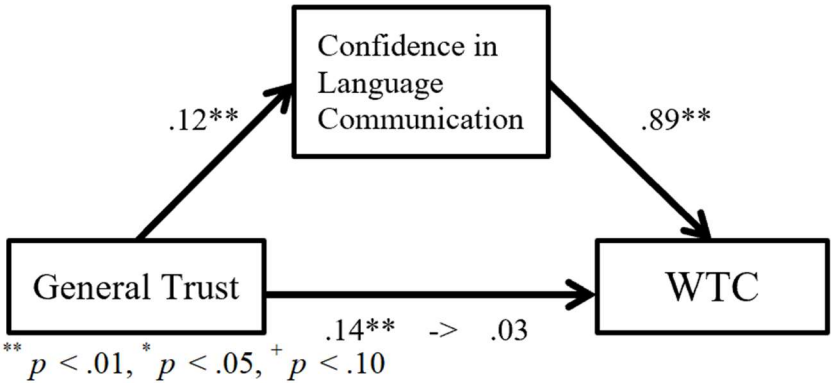 Confidence in
Language
Communication
.12**
.89**
General Trust
WTC
.14** -> .03
** p < .01, * p < .05, + p < .10